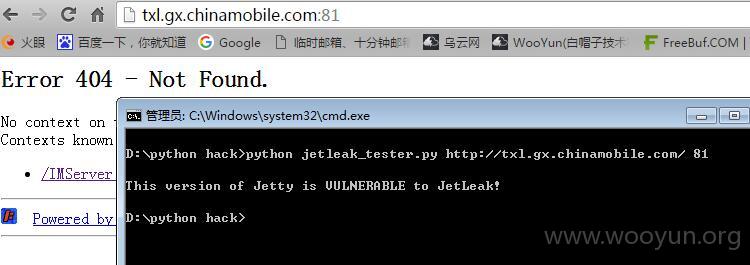 txl.gx.chinamobile.com:81
火眼 百度一下，你就知道 Google 临时邮箱、十分钟邮箱 乌云网 WooYun(白帽子技术 FreeBuf.COM |
Error 404 - Not Found.
No context on
Contexts known
/IMServer
Powered by
管理员: C:\Windows\system32\cmd.exe
D:\python hack>python jetleak_tester.py http://txl.gx.chinamobile.com/ 81
This version of Jetty is VULNERABLE to JetLeak!
D:\python hack>
www.wooyun.org